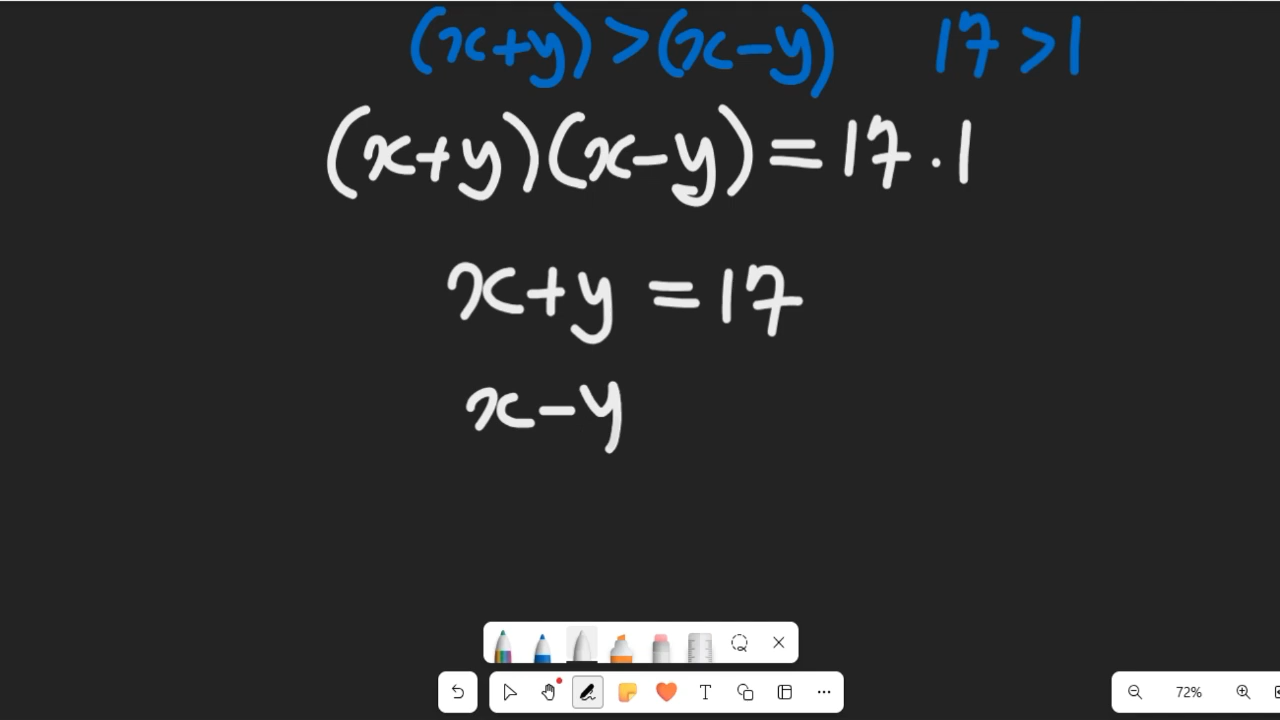 (x+y) > (x-y) 17 > 1
(x+y)(x-y) = 17 . 1
x+y = 17
x-y
T
72%